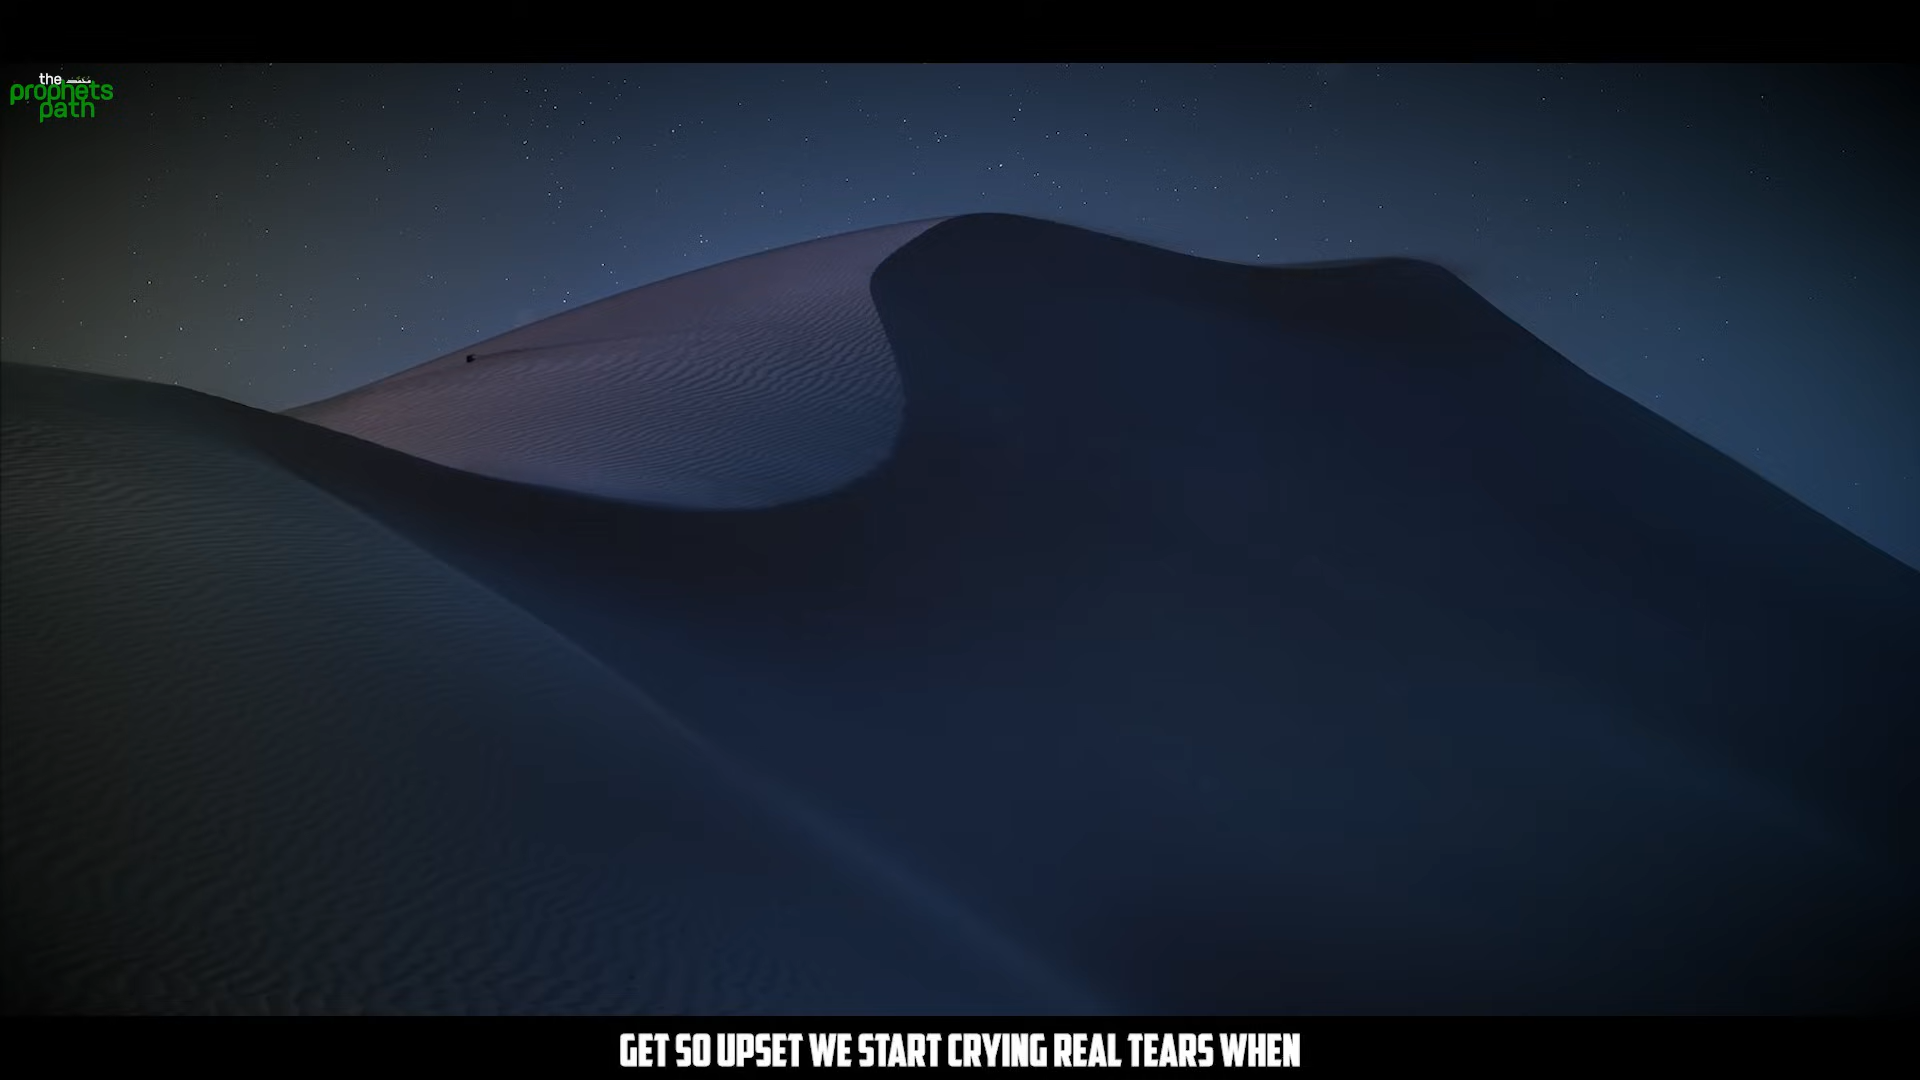 the
prophets
path
GET SO UPSET WE START CRYING REAL TEARS WHEN